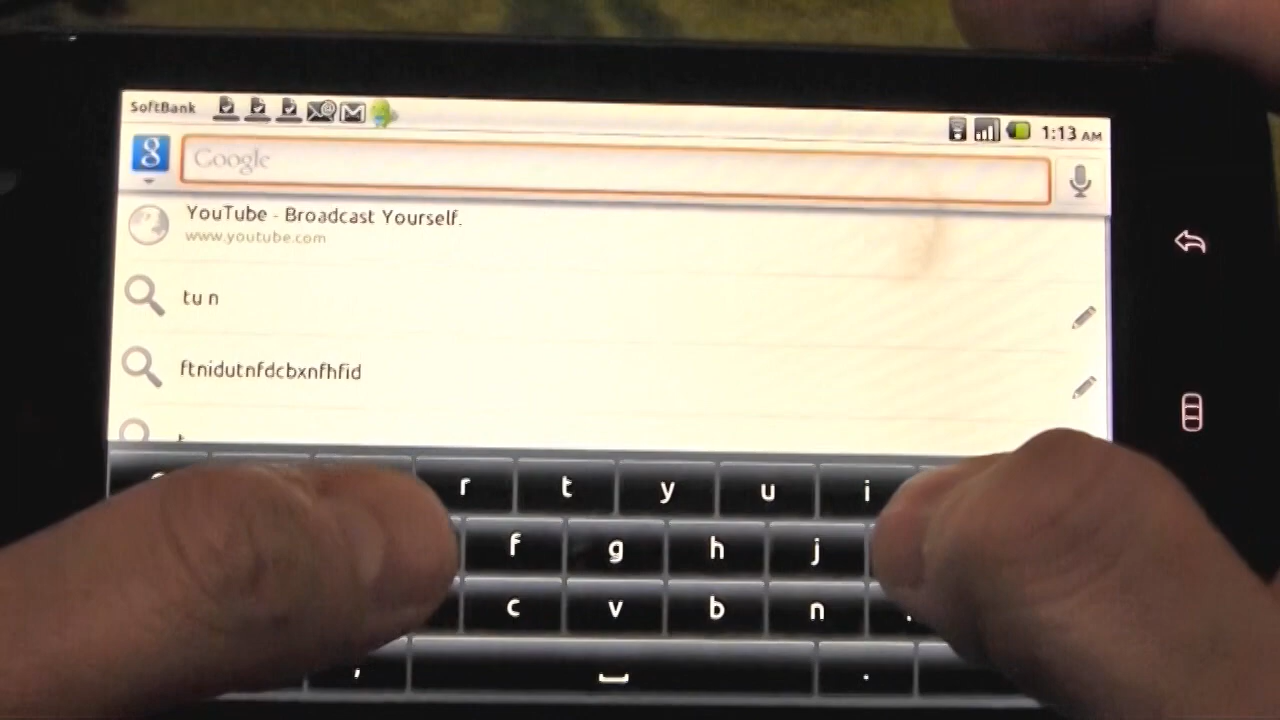 SoftBank 1:13 AM
g Google
YouTube - Broadcast Yourself.
www.youtube.com
tu n
ftnidutnfdcbxnfhfid
r t y u i
f g h j
c v b n
, .